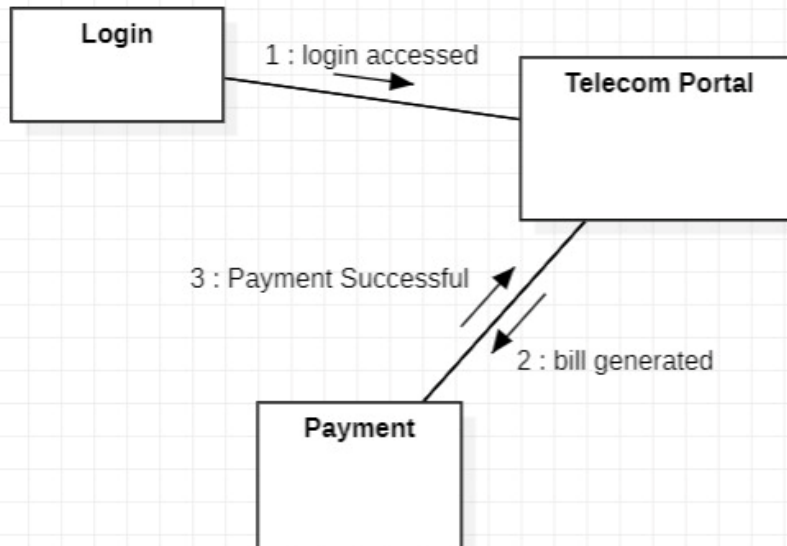 Login
1 : login accessed
Telecom Portal
3 : Payment Successful
2 : bill generated
Payment